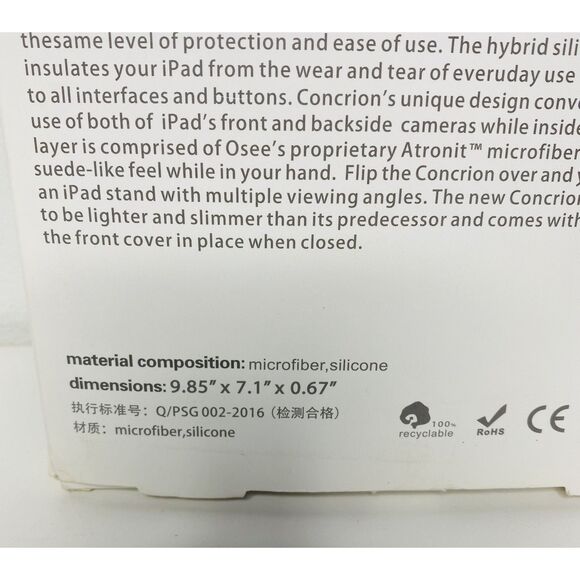 thesame level of protection and ease of use. The hybrid
insulates your iPad from the wear and tear of everyday use
to all interfaces and buttons. Concrion's unique design
use of both of iPad's front and backside cameras while
layer is comprised of Osee's proprietary Atronit™ microfiber
suede-like feel while in your hand. Flip the Concrion over and
an iPad stand with multiple viewing angles. The new Concrion
to be lighter and slimmer than its predecessor and comes with
the front cover in place when closed.
material composition: microfiber,silicone
dimensions: 9.85" x 7.1" x 0.67"
执行标准号: Q/PSG 002-2016 (检测合格)
材质: microfiber,silicone
100%
recyclable
RoHS
CE